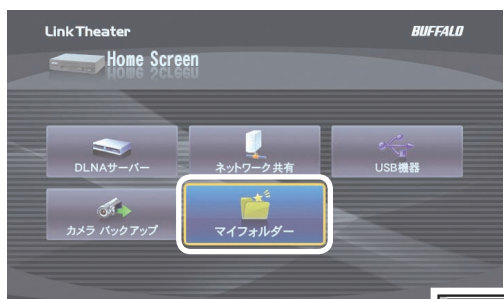 LinkTheater BUFFALO
Home Screen
DLNAサーバー ネットワーク共有 USB機器
カメラ バックアップ マイフォルダー